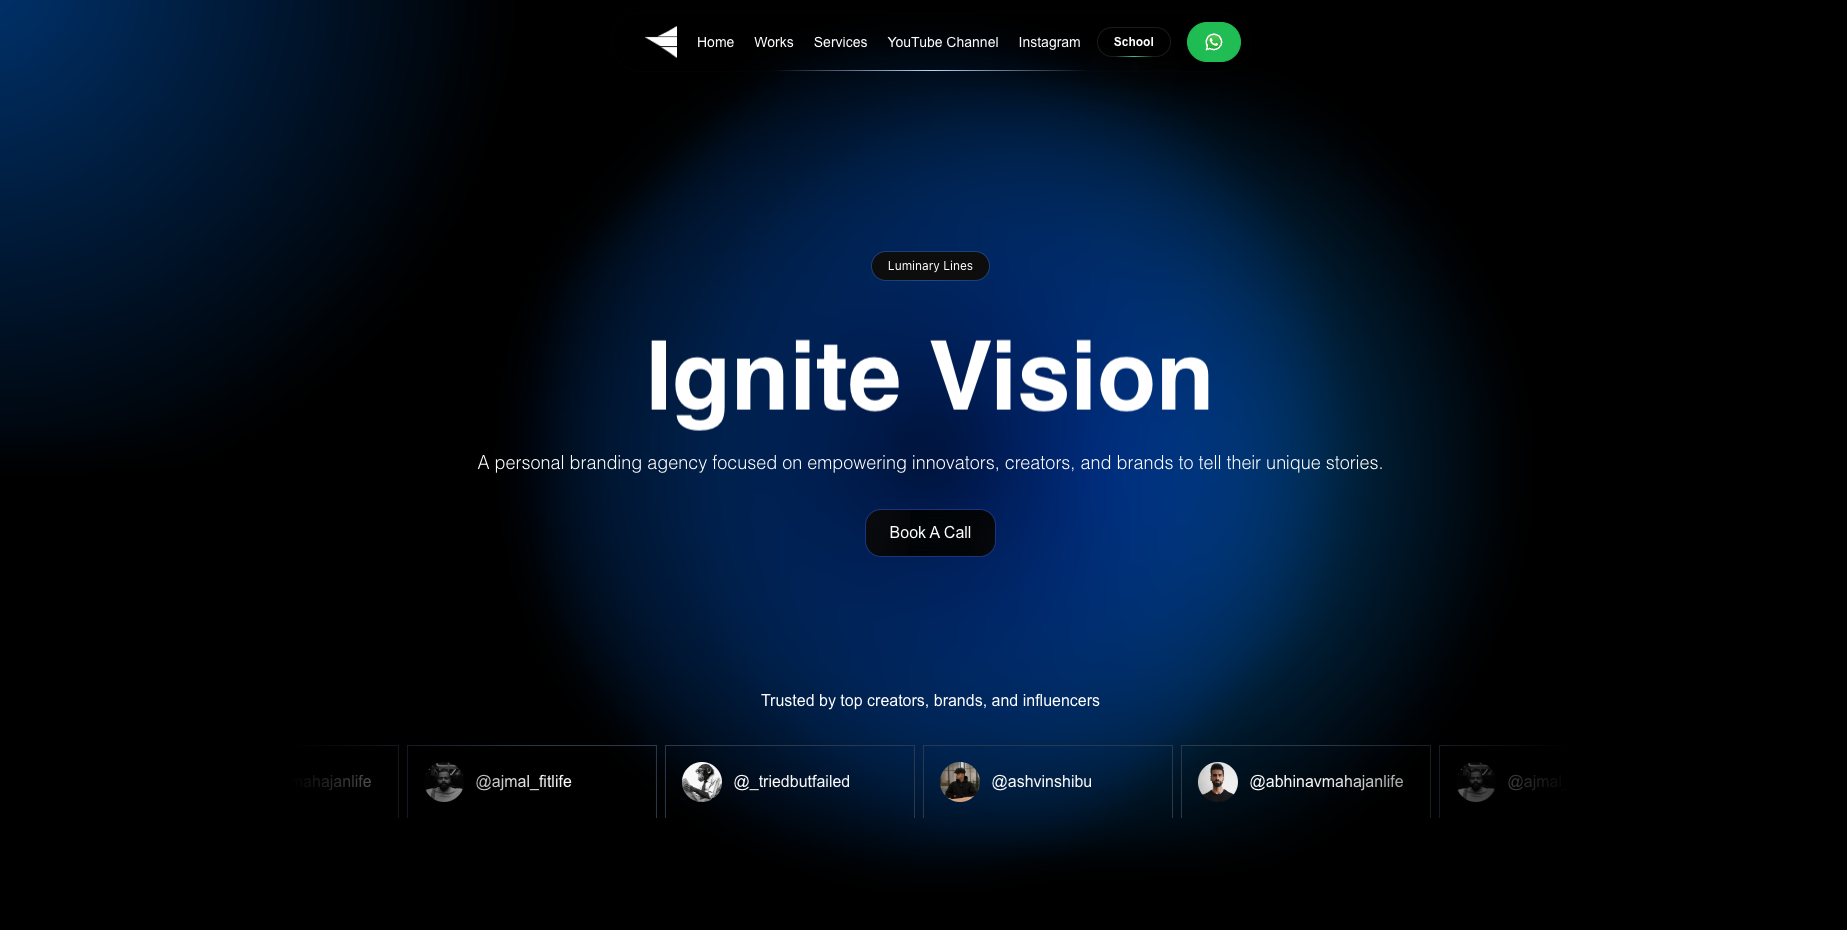 Home Works Services YouTube Channel Instagram School
Luminary Lines
Ignite Vision
A personal branding agency focused on empowering innovators, creators, and brands to tell their unique stories.
Book A Call
Trusted by top creators, brands, and influencers
@ajmal_fitlife @_triedbutfailed @ashvinshibu @abhinavmahajanlife